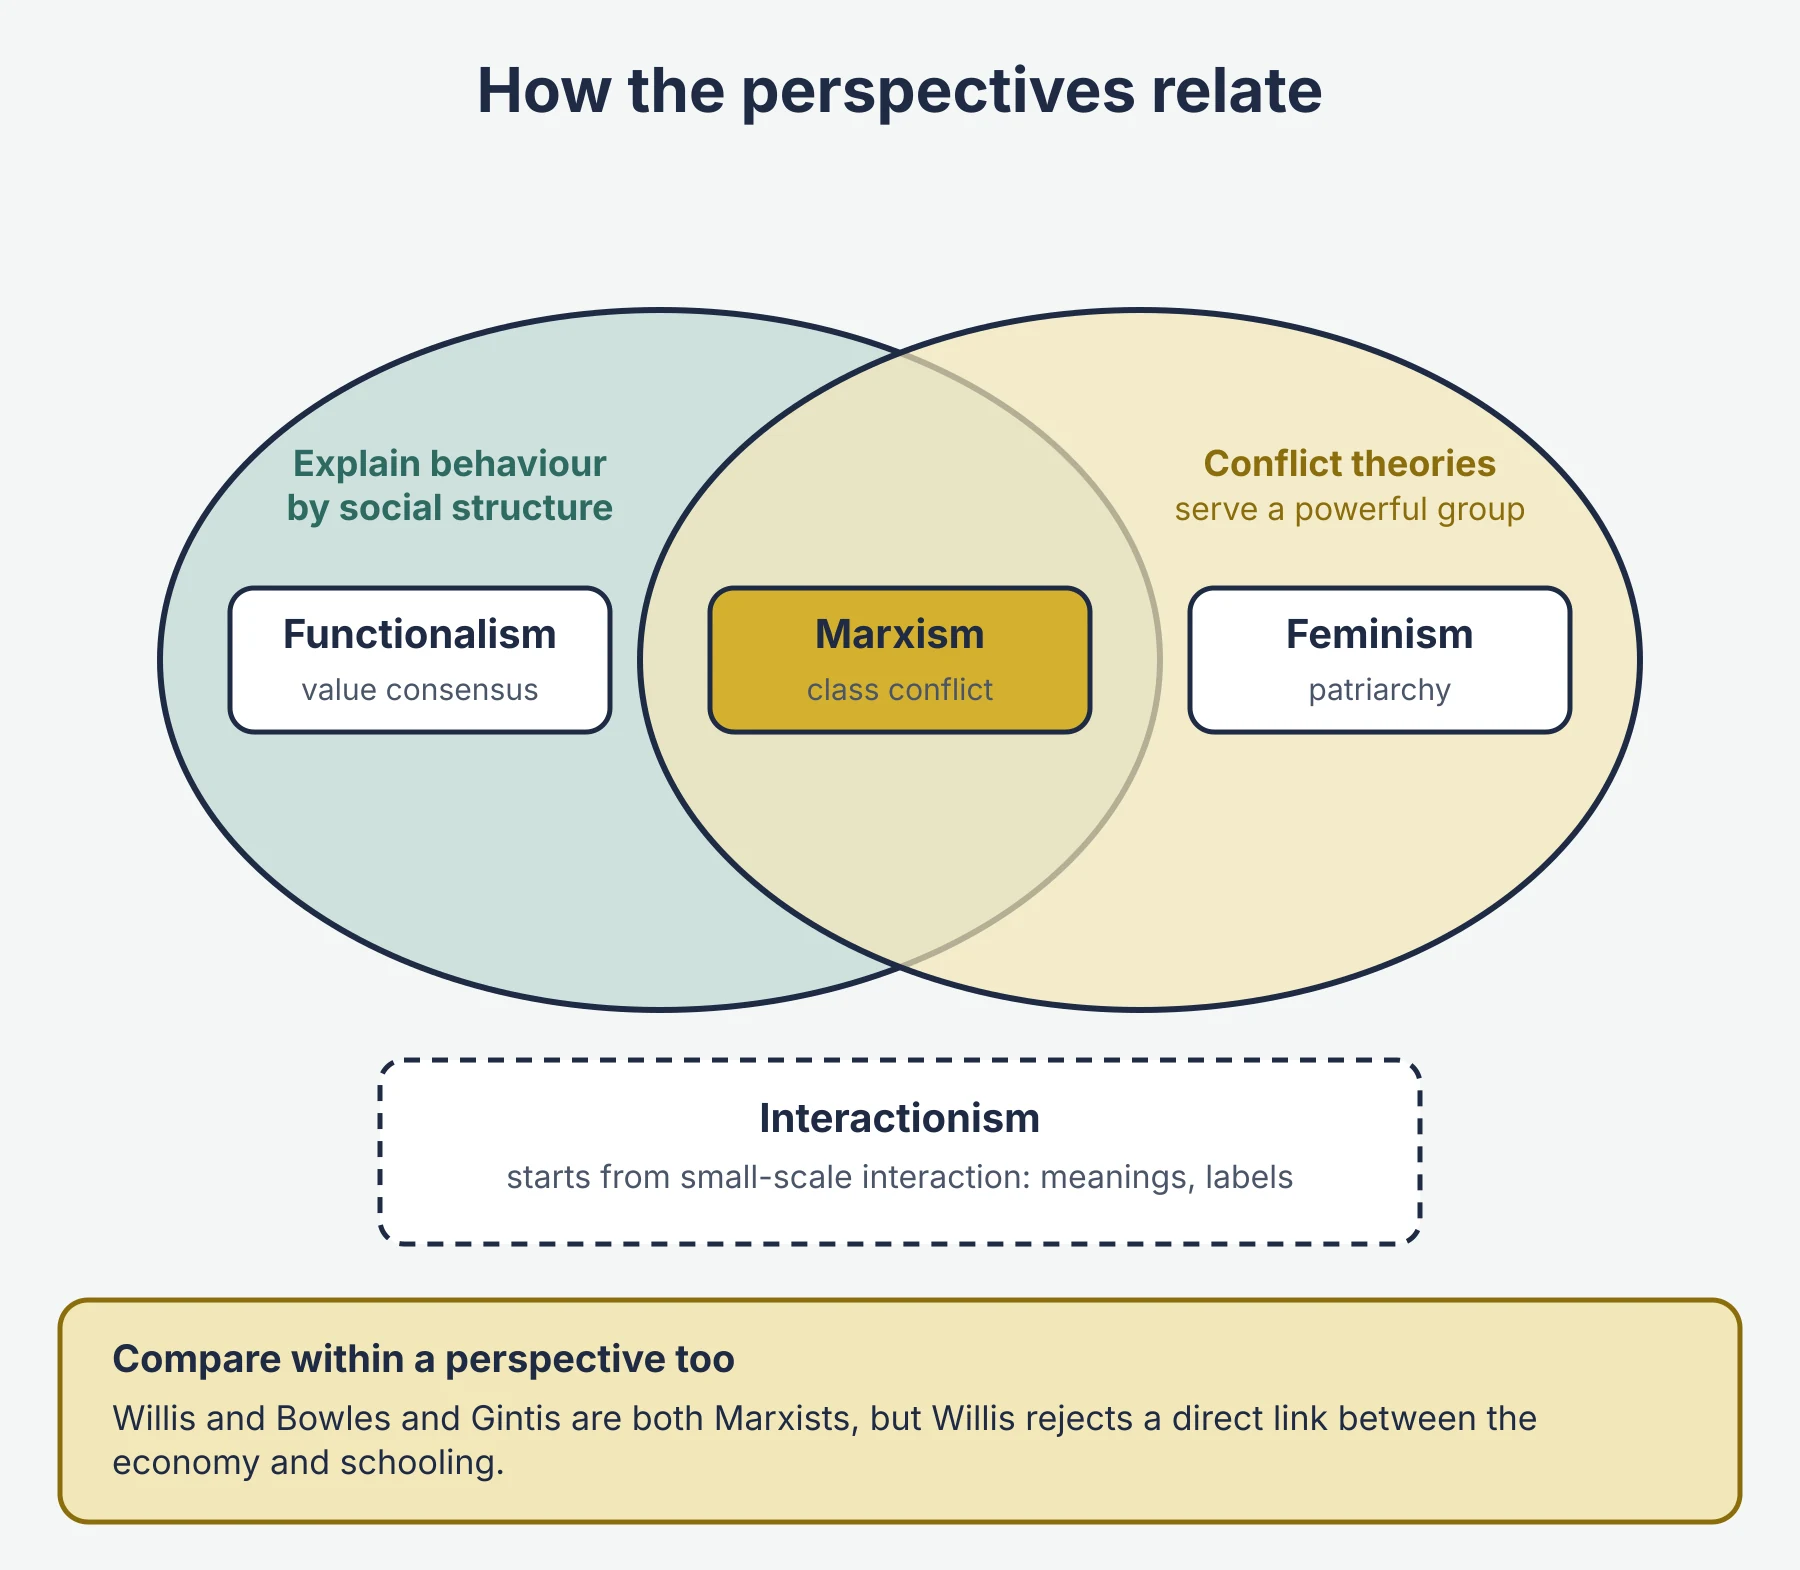 How the perspectives relate
Explain behaviour
by social structure
Conflict theories
serve a powerful group
Functionalism
value consensus
Marxism
class conflict
Feminism
patriarchy
Interactionism
starts from small-scale interaction: meanings, labels
Compare within a perspective too
Willis and Bowles and Gintis are both Marxists, but Willis rejects a direct link between the
economy and schooling.